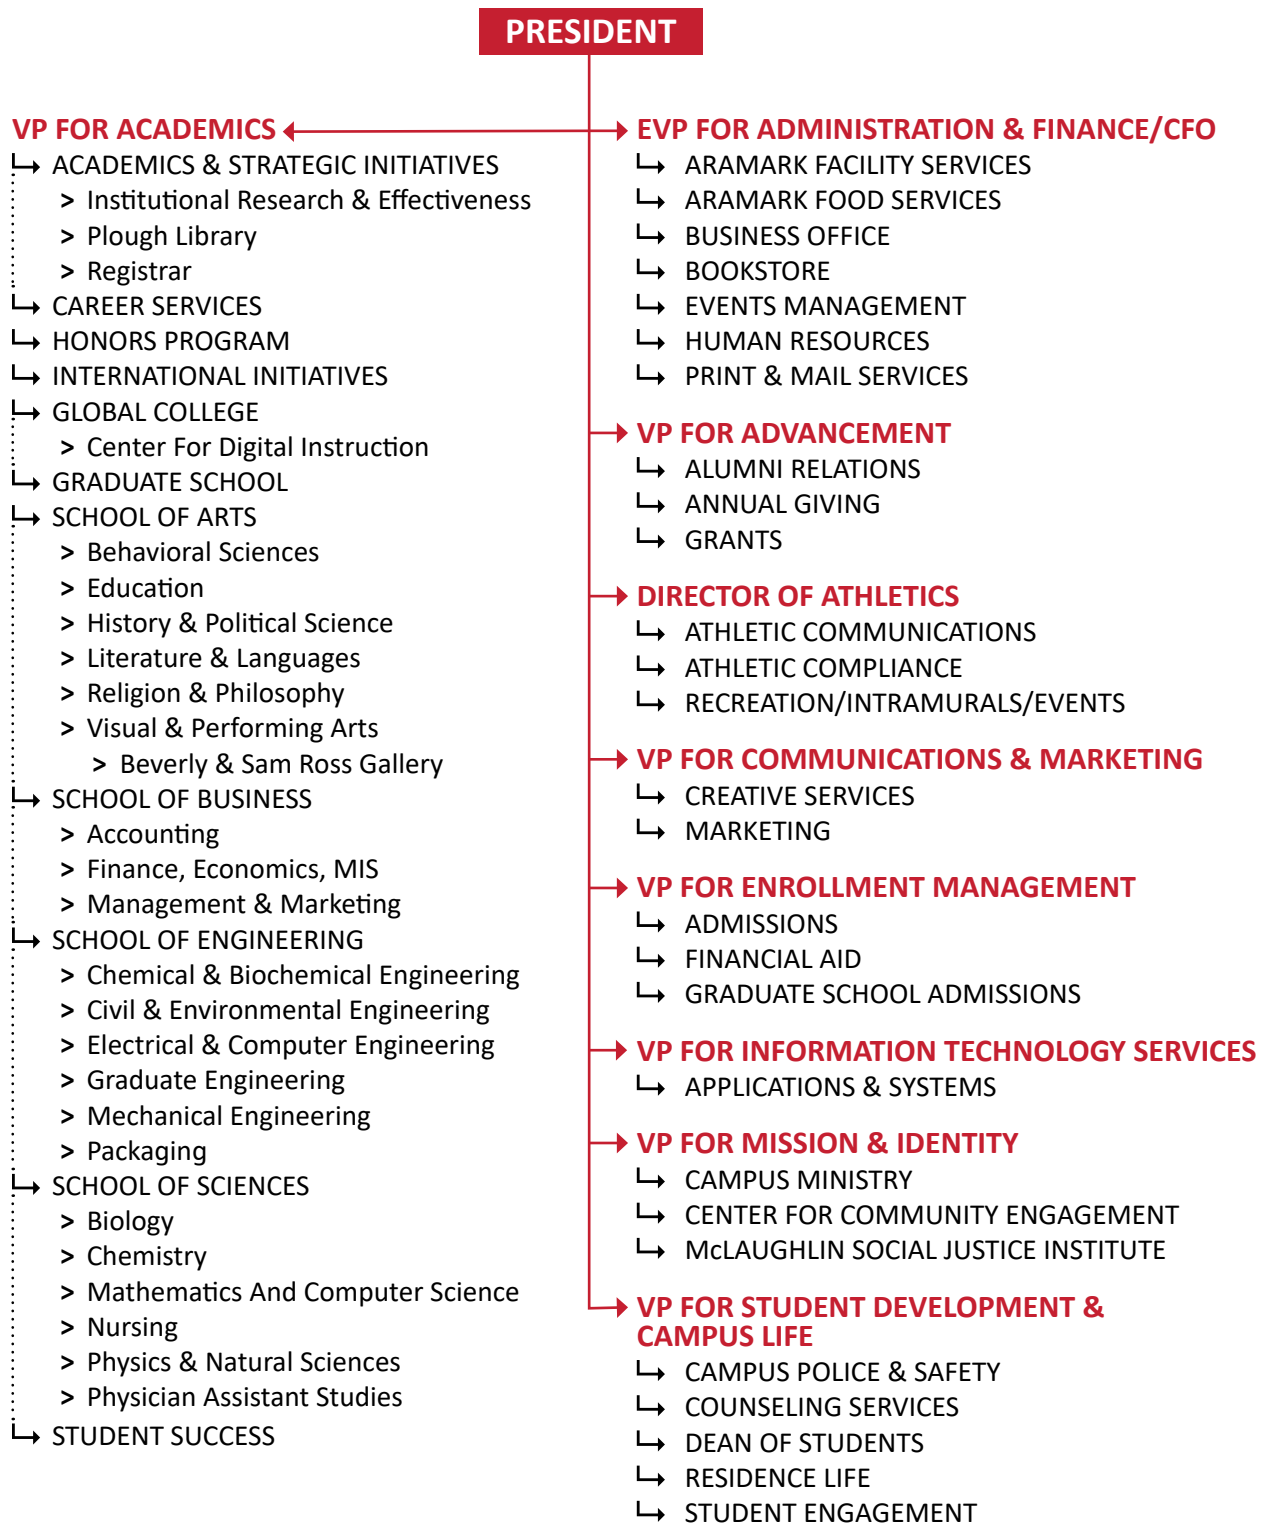 PRESIDENT
VP FOR ACADEMICS
ACADEMICS & STRATEGIC INITIATIVES
> Institutional Research & Effectiveness
> Plough Library
> Registrar
CAREER SERVICES
HONORS PROGRAM
INTERNATIONAL INITIATIVES
GLOBAL COLLEGE
> Center For Digital Instruction
GRADUATE SCHOOL
SCHOOL OF ARTS
> Behavioral Sciences
> Education
> History & Political Science
> Literature & Languages
> Religion & Philosophy
> Visual & Performing Arts
> Beverly & Sam Ross Gallery
SCHOOL OF BUSINESS
> Accounting
> Finance, Economics, MIS
> Management & Marketing
SCHOOL OF ENGINEERING
> Chemical & Biochemical Engineering
> Civil & Environmental Engineering
> Electrical & Computer Engineering
> Graduate Engineering
> Mechanical Engineering
> Packaging
SCHOOL OF SCIENCES
> Biology
> Chemistry
> Mathematics And Computer Science
> Nursing
> Physics & Natural Sciences
> Physician Assistant Studies
STUDENT SUCCESS
EVP FOR ADMINISTRATION & FINANCE/CFO
ARAMARK FACILITY SERVICES
ARAMARK FOOD SERVICES
BUSINESS OFFICE
BOOKSTORE
EVENTS MANAGEMENT
HUMAN RESOURCES
PRINT & MAIL SERVICES
VP FOR ADVANCEMENT
ALUMNI RELATIONS
ANNUAL GIVING
GRANTS
DIRECTOR OF ATHLETICS
ATHLETIC COMMUNICATIONS
ATHLETIC COMPLIANCE
RECREATION/INTRAMURALS/EVENTS
VP FOR COMMUNICATIONS & MARKETING
CREATIVE SERVICES
MARKETING
VP FOR ENROLLMENT MANAGEMENT
ADMISSIONS
FINANCIAL AID
GRADUATE SCHOOL ADMISSIONS
VP FOR INFORMATION TECHNOLOGY SERVICES
APPLICATIONS & SYSTEMS
VP FOR MISSION & IDENTITY
CAMPUS MINISTRY
CENTER FOR COMMUNITY ENGAGEMENT
McLAUGHLIN SOCIAL JUSTICE INSTITUTE
VP FOR STUDENT DEVELOPMENT &
CAMPUS LIFE
CAMPUS POLICE & SAFETY
COUNSELING SERVICES
DEAN OF STUDENTS
RESIDENCE LIFE
STUDENT ENGAGEMENT